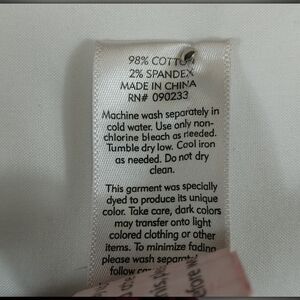 98% COTTON
2% SPANDEX
MADE IN CHINA
RN# 090233
Machine wash separately in
cold water. Use only non-
chlorine bleach as needed.
Tumble dry low. Cool iron
as needed. Do not dry
clean.
This garment was specially
dyed to produce its unique
color. Take care, dark colors
may transfer onto light
colored clothing or other
items. To minimize fading
please wash separately
follow care